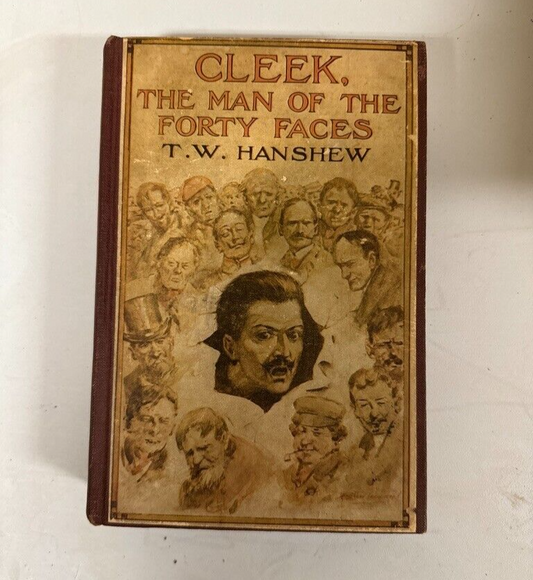 CLEEK,
THE MAN OF THE
FORTY FACES
T.W. HANSHEW